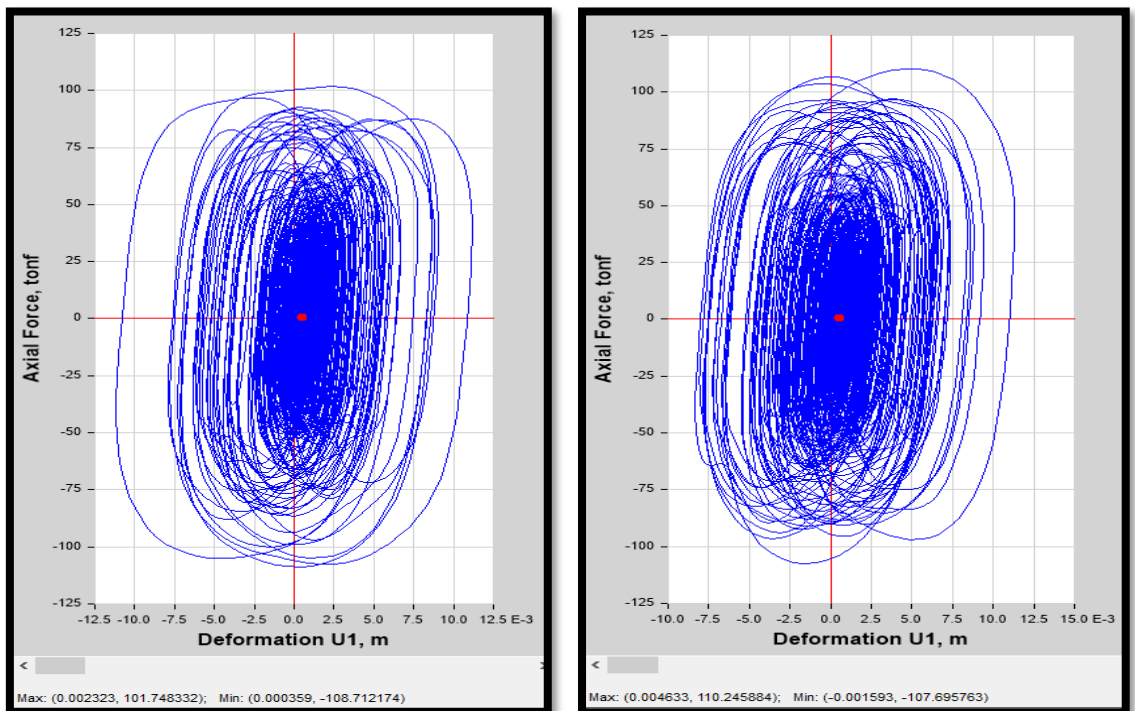 125
100
75
50
25
0
-25
-50
-75
-100
-125
Axial Force, tonf
-12.5 -10.0 -7.5 -5.0 -2.5 0.0 2.5 5.0 7.5 10.0 12.5 E-3
Deformation U1, m
Max: (0.002323, 101.748332); Min: (0.000359, -108.712174)
125
100
75
50
25
0
-25
-50
-75
-100
-125
Axial Force, tonf
-10.0 -7.5 -5.0 -2.5 0.0 2.5 5.0 7.5 10.0 12.5 15.0 E-3
Deformation U1, m
Max: (0.004633, 110.245884); Min: (-0.001593, -107.695763)